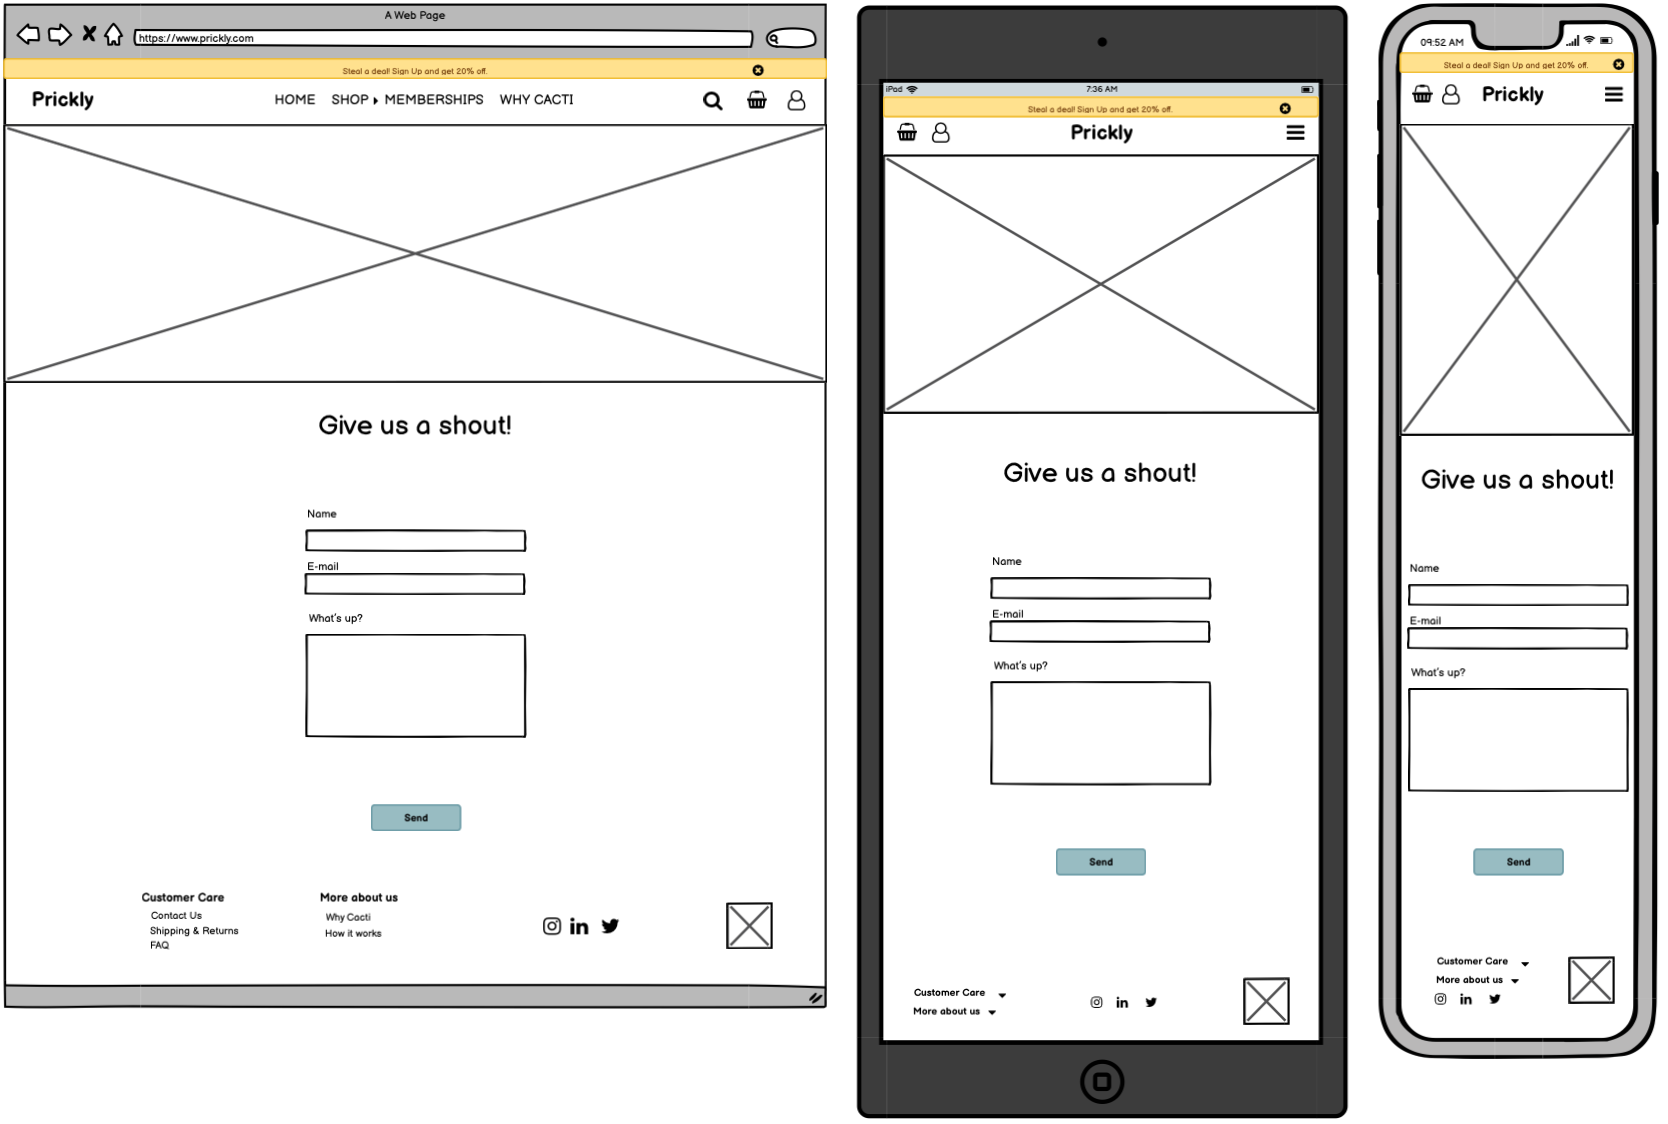 A Web Page
https://www.prickly.com
Steal a deal! Sign Up and get 20% off.
Prickly
HOME SHOP MEMBERSHIPS WHY CACTI
Give us a shout!
Name
E-mail
What's up?
Send
Customer Care
Contact Us
Shipping & Returns
FAQ
More about us
Why Cacti
How it works
iPad 7:36 AM
Steal a deal! Sign Up and get 20% off.
Prickly
Give us a shout!
Name
E-mail
What's up?
Send
Customer Care
More about us
09:52 AM
Steal a deal! Sign Up and get 20% off.
Prickly
Give us a shout!
Name
E-mail
What's up?
Send
Customer Care
More about us